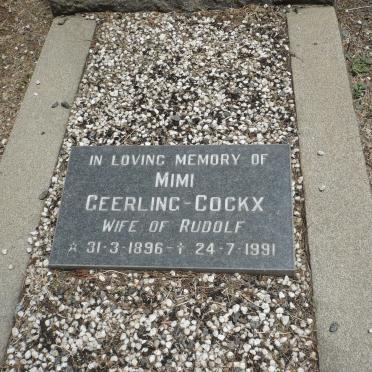 IN LOVING MEMORY OF
MIMI
GEERLING-COCKX
WIFE OF RUDOLF
☆ 31-3-1896 - † 24-7-1991